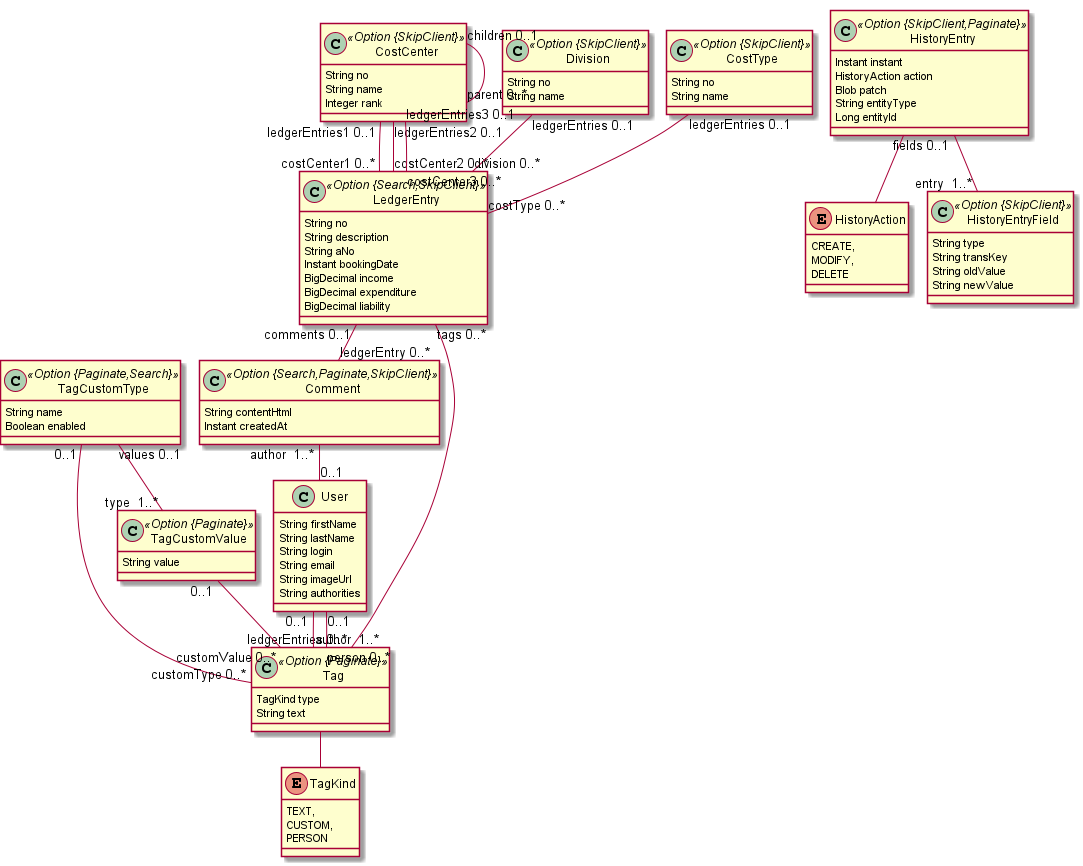 C «Option {SkipClient}»
CostCenter
String no
String name
Integer rank
children 0..1
parent 0..*
C «Option {SkipClient}»
Division
String no
String name
C «Option {SkipClient}»
CostType
String no
String name
C «Option {SkipClient,Paginate}»
HistoryEntry
Instant instant
HistoryAction action
Blob patch
String entityType
Long entityId
ledgerEntries1 0..1
ledgerEntries2 0..1
ledgerEntries3 0..1
ledgerEntries 0..1
ledgerEntries 0..1
fields 0..1
costCenter1 0..*
costCenter2 0..*
division 0..*
costCenter3 0..*
costType 0..*
entry 1..*
C «Option {Search,SkipClient}»
LedgerEntry
String no
String description
String aNo
Instant bookingDate
BigDecimal income
BigDecimal expenditure
BigDecimal liability
E HistoryAction
CREATE,
MODIFY,
DELETE
C «Option {SkipClient}»
HistoryEntryField
String type
String transKey
String oldValue
String newValue
comments 0..1
tags 0..*
ledgerEntry 0..*
C «Option {Paginate,Search}»
TagCustomType
String name
Boolean enabled
C «Option {Search,Paginate,SkipClient}»
Comment
String contentHtml
Instant createdAt
0..1
values 0..1
author 1..*
0..1
type 1..*
C «Option {Paginate}»
TagCustomValue
String value
C User
String firstName
String lastName
String login
String email
String imageUrl
String authorities
0..1
0..1
0..1
ledgerEntries 0..*
author 1..*
customValue 0..*
person 0..*
customType 0..*
C «Option {Paginate}»
Tag
TagKind type
String text
E TagKind
TEXT,
CUSTOM,
PERSON